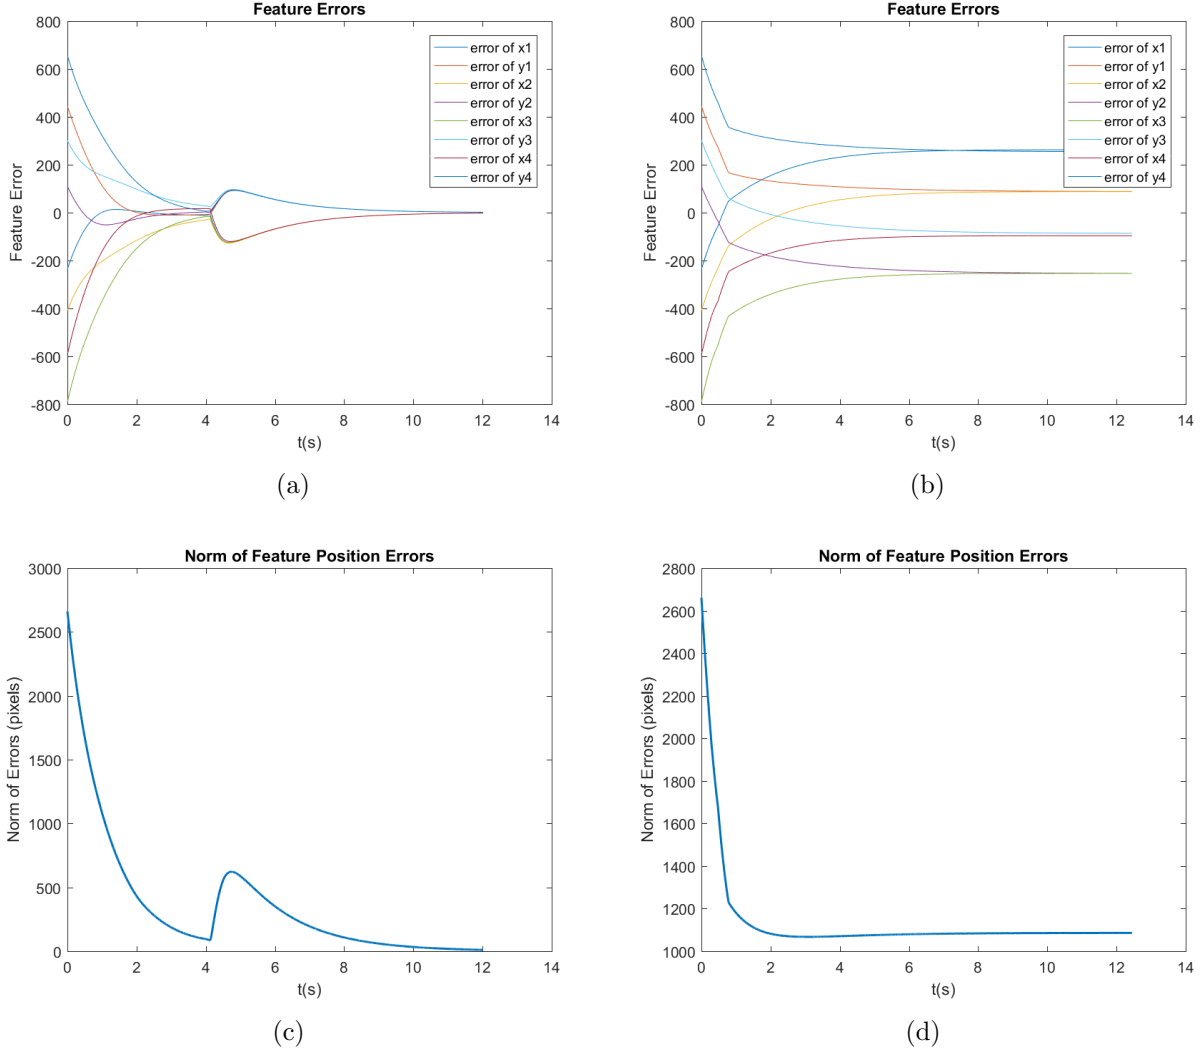 Feature Errors
800
600
400
200
0
-200
-400
-600
-800
Feature Error
error of x1
error of y1
error of x2
error of y2
error of x3
error of y3
error of x4
error of y4
0 2 4 6 8 10 12 14
t(s)
(a)
Feature Errors
800
600
400
200
0
-200
-400
-600
-800
Feature Error
error of x1
error of y1
error of x2
error of y2
error of x3
error of y3
error of x4
error of y4
0 2 4 6 8 10 12 14
t(s)
(b)
Norm of Feature Position Errors
3000
2500
2000
1500
1000
500
0
Norm of Errors (pixels)
0 2 4 6 8 10 12 14
t(s)
(c)
Norm of Feature Position Errors
2800
2600
2400
2200
2000
1800
1600
1400
1200
1000
Norm of Errors (pixels)
0 2 4 6 8 10 12 14
t(s)
(d)